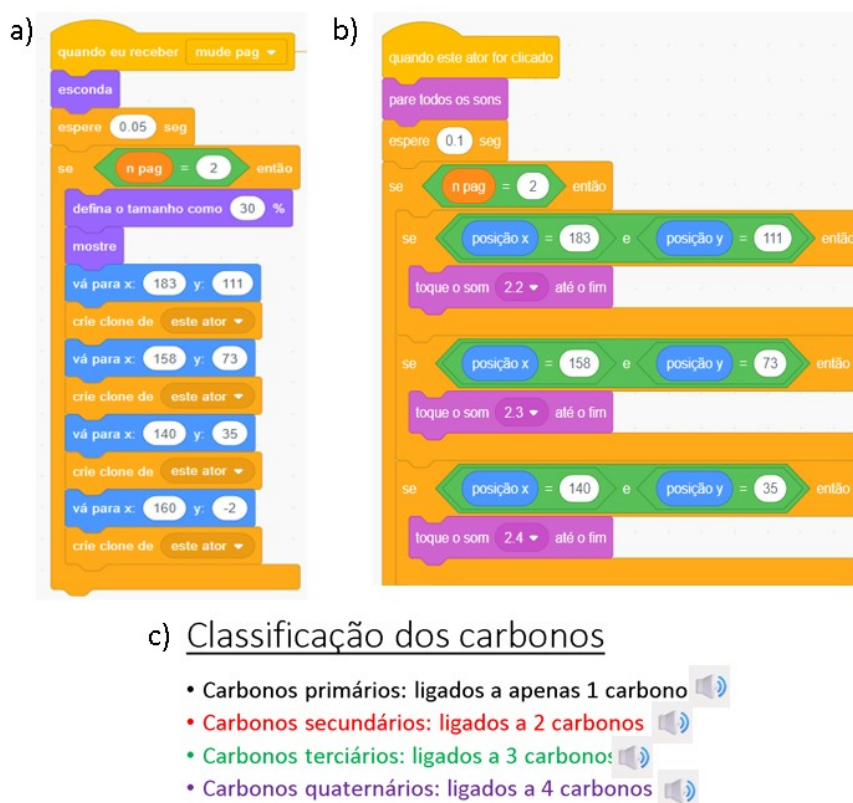 a)
quando eu receber mude pag
esconda
espere 0.05 seg
se n pag = 2 então
defina o tamanho como 30 %
mostre
vá para x: 183 y: 111
crie clone de este ator
vá para x: 158 y: 73
crie clone de este ator
vá para x: 140 y: 35
crie clone de este ator
vá para x: 160 y: -2
crie clone de este ator
b)
quando este ator for clicado
pare todos os sons
espere 0.1 seg
se n pag = 2 então
se posição x = 183 e posição y = 111 então
toque o som 2.2 até o fim
se posição x = 158 e posição y = 73 então
toque o som 2.3 até o fim
se posição x = 140 e posição y = 35 então
toque o som 2.4 até o fim
c) Classificação dos carbonos
• Carbonos primários: ligados a apenas 1 carbono
• Carbonos secundários: ligados a 2 carbonos
• Carbonos terciários: ligados a 3 carbonos
• Carbonos quaternários: ligados a 4 carbonos